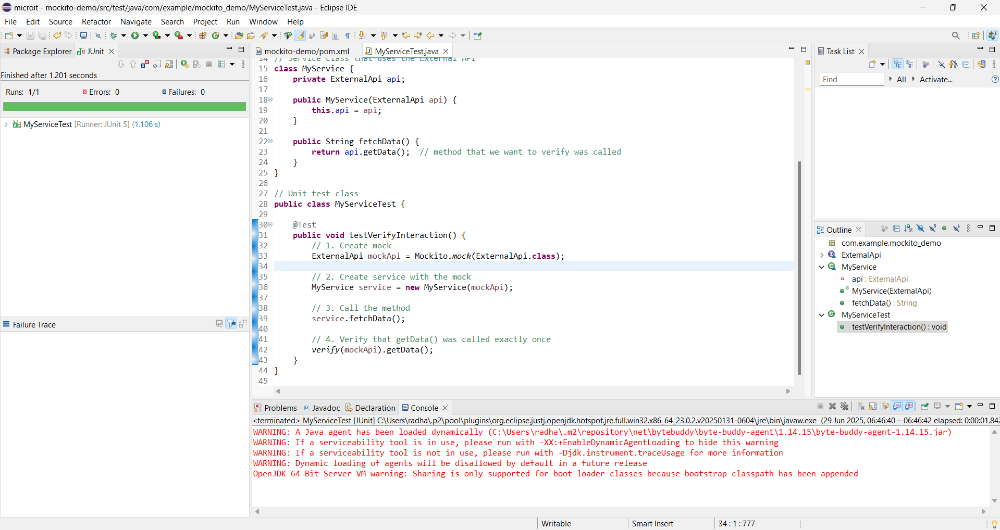 microit - mockito-demo/src/test/java/com/example/mockito_demo/MyServiceTest.java - Eclipse IDE
File Edit Source Refactor Navigate Search Project Run Window Help
Package Explorer JUnit
Finished after 1.201 seconds
Runs: 1/1 Errors: 0 Failures: 0
MyServiceTest [Runner: JUnit 5] (1.106 s)
Failure Trace
mockito-demo/pom.xml MyServiceTest.java
14 // Service class that uses the External API
15 class MyService {
16 private ExternalApi api;
17
18 public MyService(ExternalApi api) {
19 this.api = api;
20 }
21
22 public String fetchData() {
23 return api.getData(); // method that we want to verify was called
24 }
25 }
26
27 // Unit test class
28 public class MyServiceTest {
29
30 @Test
31 public void testVerifyInteraction() {
32 // 1. Create mock
33 ExternalApi mockApi = Mockito.mock(ExternalApi.class);
34
35 // 2. Create service with the mock
36 MyService service = new MyService(mockApi);
37
38 // 3. Call the method
39 service.fetchData();
40
41 // 4. Verify that getData() was called exactly once
42 verify(mockApi).getData();
43 }
44 }
45
Task List
Find All Activate...
Outline
com.example.mockito_demo
ExternalApi
MyService
api : ExternalApi
MyService(ExternalApi)
fetchData() : String
MyServiceTest
testVerifyInteraction() : void
Problems Javadoc Declaration Console
<terminated> MyServiceTest [JUnit] C:\Users\radha\.p2\pool\plugins\org.eclipse.justj.openjdk.hotspot.jre.full.win32.x86_64_23.0.2.v20250131-0604\jre\bin\javaw.exe (29 Jun 2025, 06:46:40 – 06:46:42 elapsed: 0:00:01.842
WARNING: A Java agent has been loaded dynamically (C:\Users\radha\.m2\repository\net\bytebuddy\byte-buddy-agent\1.14.15\byte-buddy-agent-1.14.15.jar)
WARNING: If a serviceability tool is in use, please run with -XX:+EnableDynamicAgentLoading to hide this warning
WARNING: If a serviceability tool is not in use, please run with -Djdk.instrument.traceUsage for more information
WARNING: Dynamic loading of agents will be disallowed by default in a future release
OpenJDK 64-Bit Server VM warning: Sharing is only supported for boot loader classes because bootstrap classpath has been appended
Writable Smart Insert 34 : 1 : 777